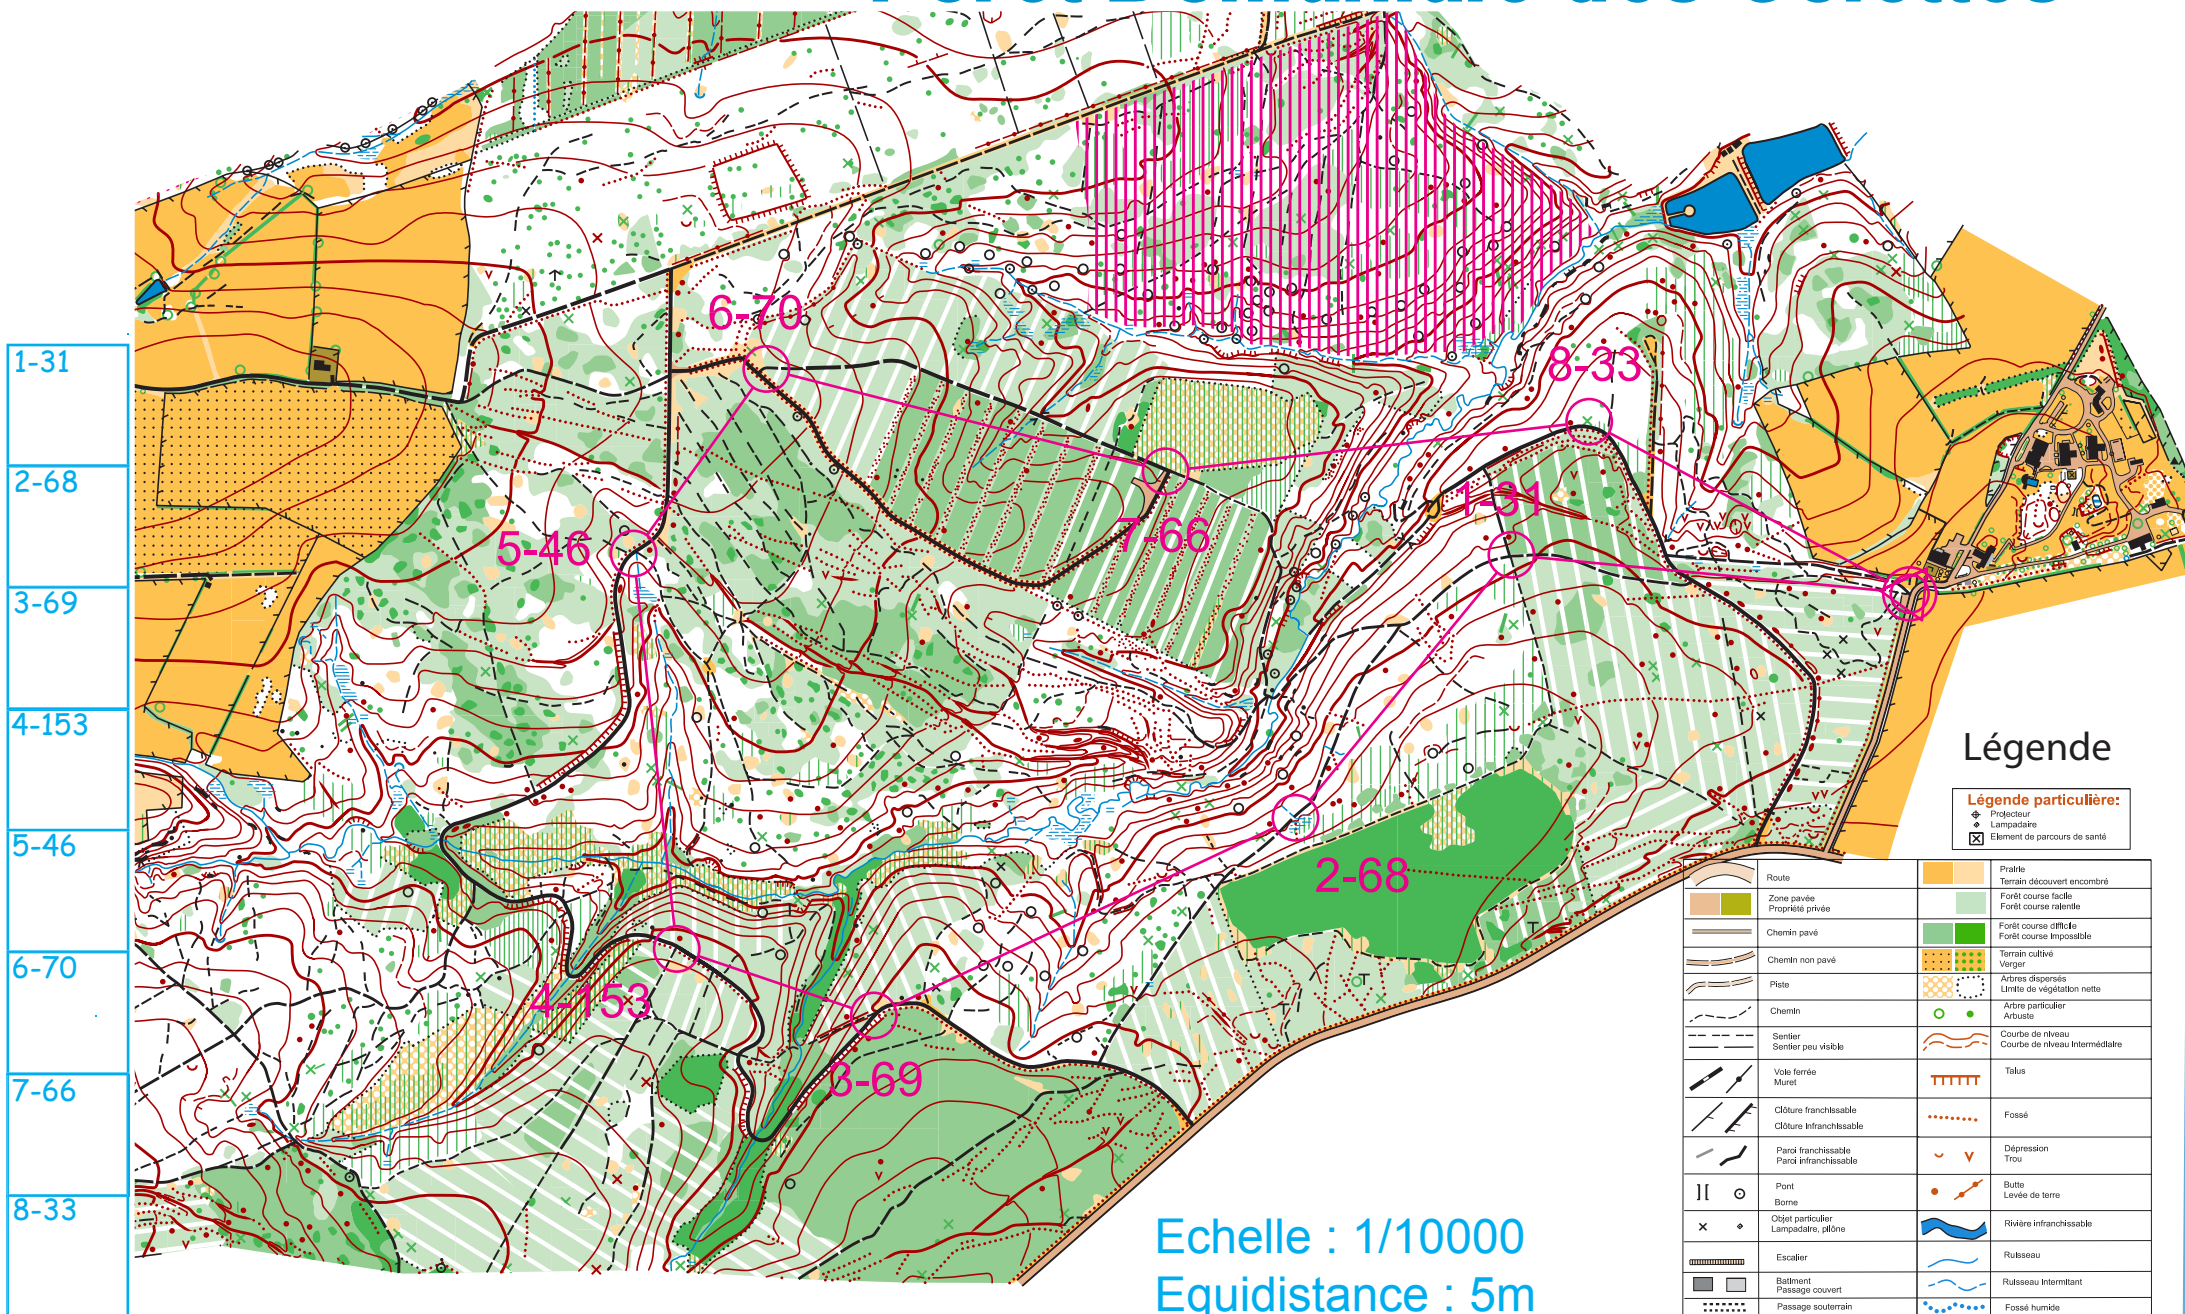 1-31
2-68
3-69
4-153
5-46
6-70
7-66
8-33
6-70
8-33
1-31
5-46
7-66
2-68
4-153
3-69
Légende
Légende particulière:
Projecteur
Lampadaire
Element de parcours de santé
Route
Zone pavée
Propriété privée
Chemin pavé
Chemin non pavé
Piste
Chemin
Sentier
Sentier peu visible
Voie ferrée
Muret
Clôture franchissable
Clôture infranchissable
Paroi franchissable
Paroi infranchissable
Pont
Borne
Objet particulier
Lampadaire, pilône
Escalier
Batiment
Passage couvert
Passage souterrain
Prairie
Terrain découvert encombré
Forêt course facile
Forêt course ralentie
Forêt course difficile
Forêt course impossible
Terrain cultivé
Verger
Arbres dispersés
Limite de végétation nette
Arbre particulier
Arbuste
Courbe de niveau
Courbe de niveau Intermédiaire
Talus
Fossé
Dépression
Trou
Butte
Levée de terre
Rivière infranchissable
Ruisseau
Ruisseau intermitant
Fossé humide
Echelle : 1/10000
Equidistance : 5m